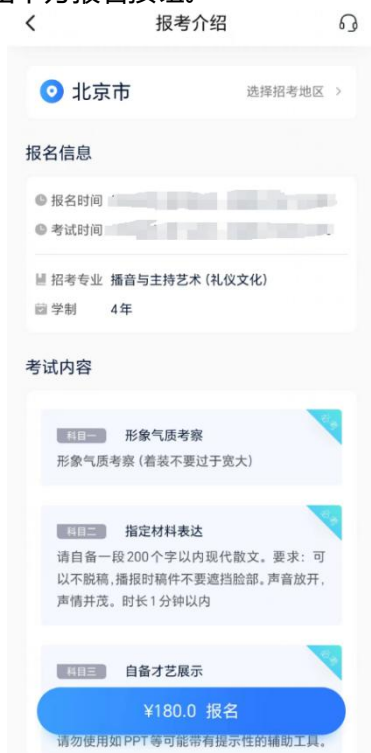 报考介绍
北京市 选择招考地区 >
报名信息
报名时间
考试时间
招考专业 播音与主持艺术（礼仪文化）
学制 4年
考试内容
科目一 形象气质考察 必考
形象气质考察（着装不要过于宽大）
科目二 指定材料表达 必考
请自备一段200个字以内现代散文。要求：可
以不脱稿，播报时稿件不要遮挡脸部。声音放开，
声情并茂。时长1分钟以内
科目三 自备才艺展示 必考
¥180.0 报名
请勿使用如PPT等可能带有提示性的辅助工具。